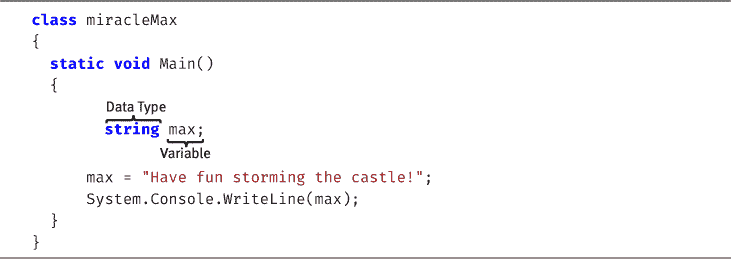 class miracleMax
{
static void Main()
{
Data Type
string max;
Variable
max = "Have fun storming the castle!";
System.Console.WriteLine(max);
}
}